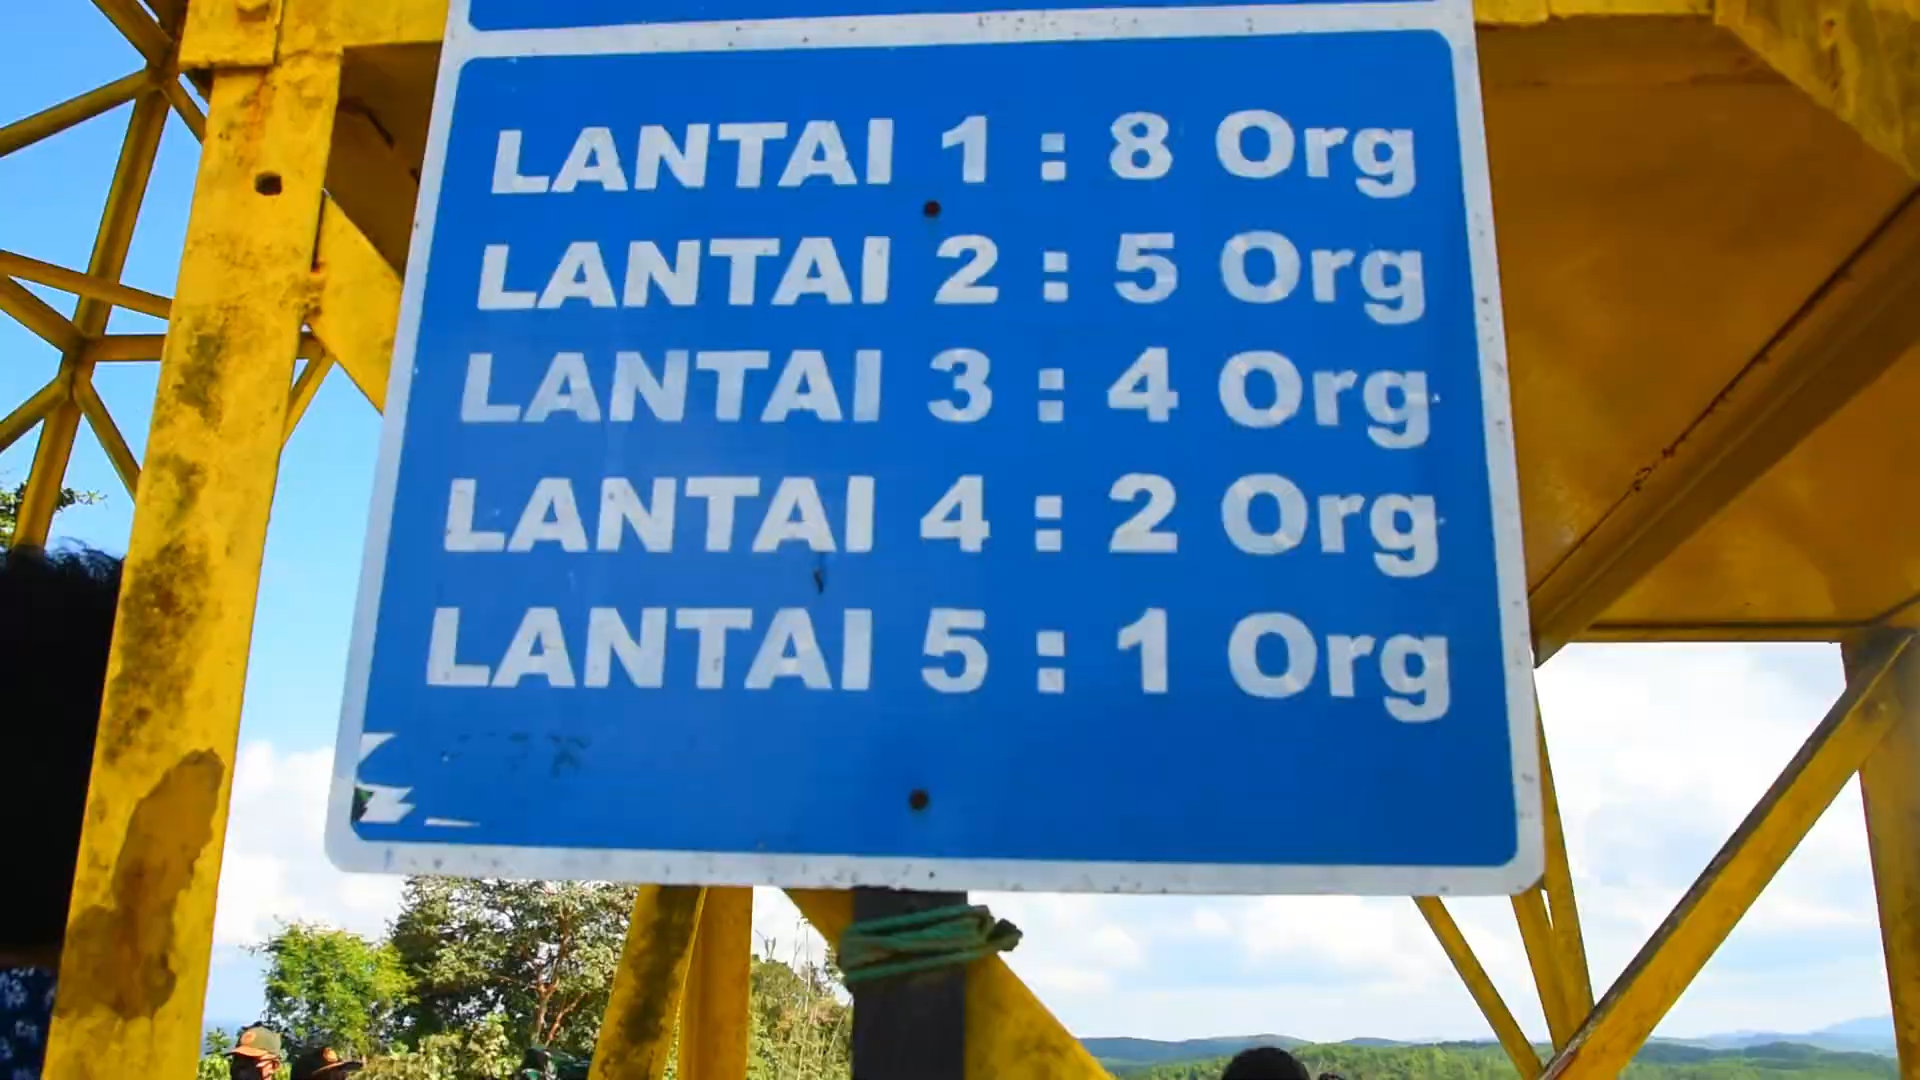 LANTAI 1 : 8 Org
LANTAI 2 : 5 Org
LANTAI 3 : 4 Org
LANTAI 4 : 2 Org
LANTAI 5 : 1 Org